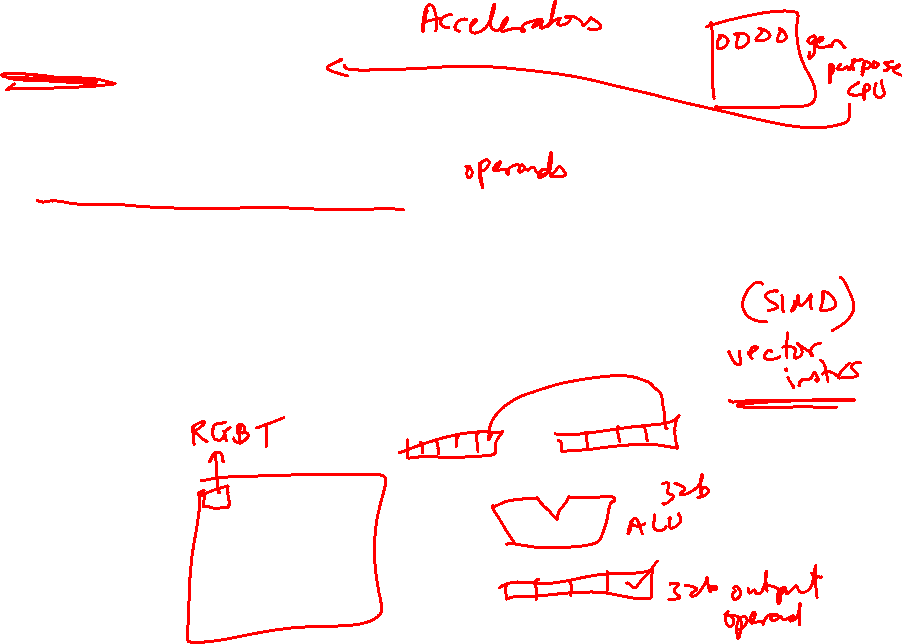 Accelerators
gen
purpose
CPU
operands
(SIMD)
vector
instrs
RGBT
32b
ALU
32b output
operand